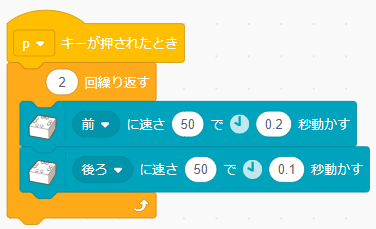 p キーが押されたとき
2 回繰り返す
前 に速さ 50 で 0.2 秒動かす
後ろ に速さ 50 で 0.1 秒動かす